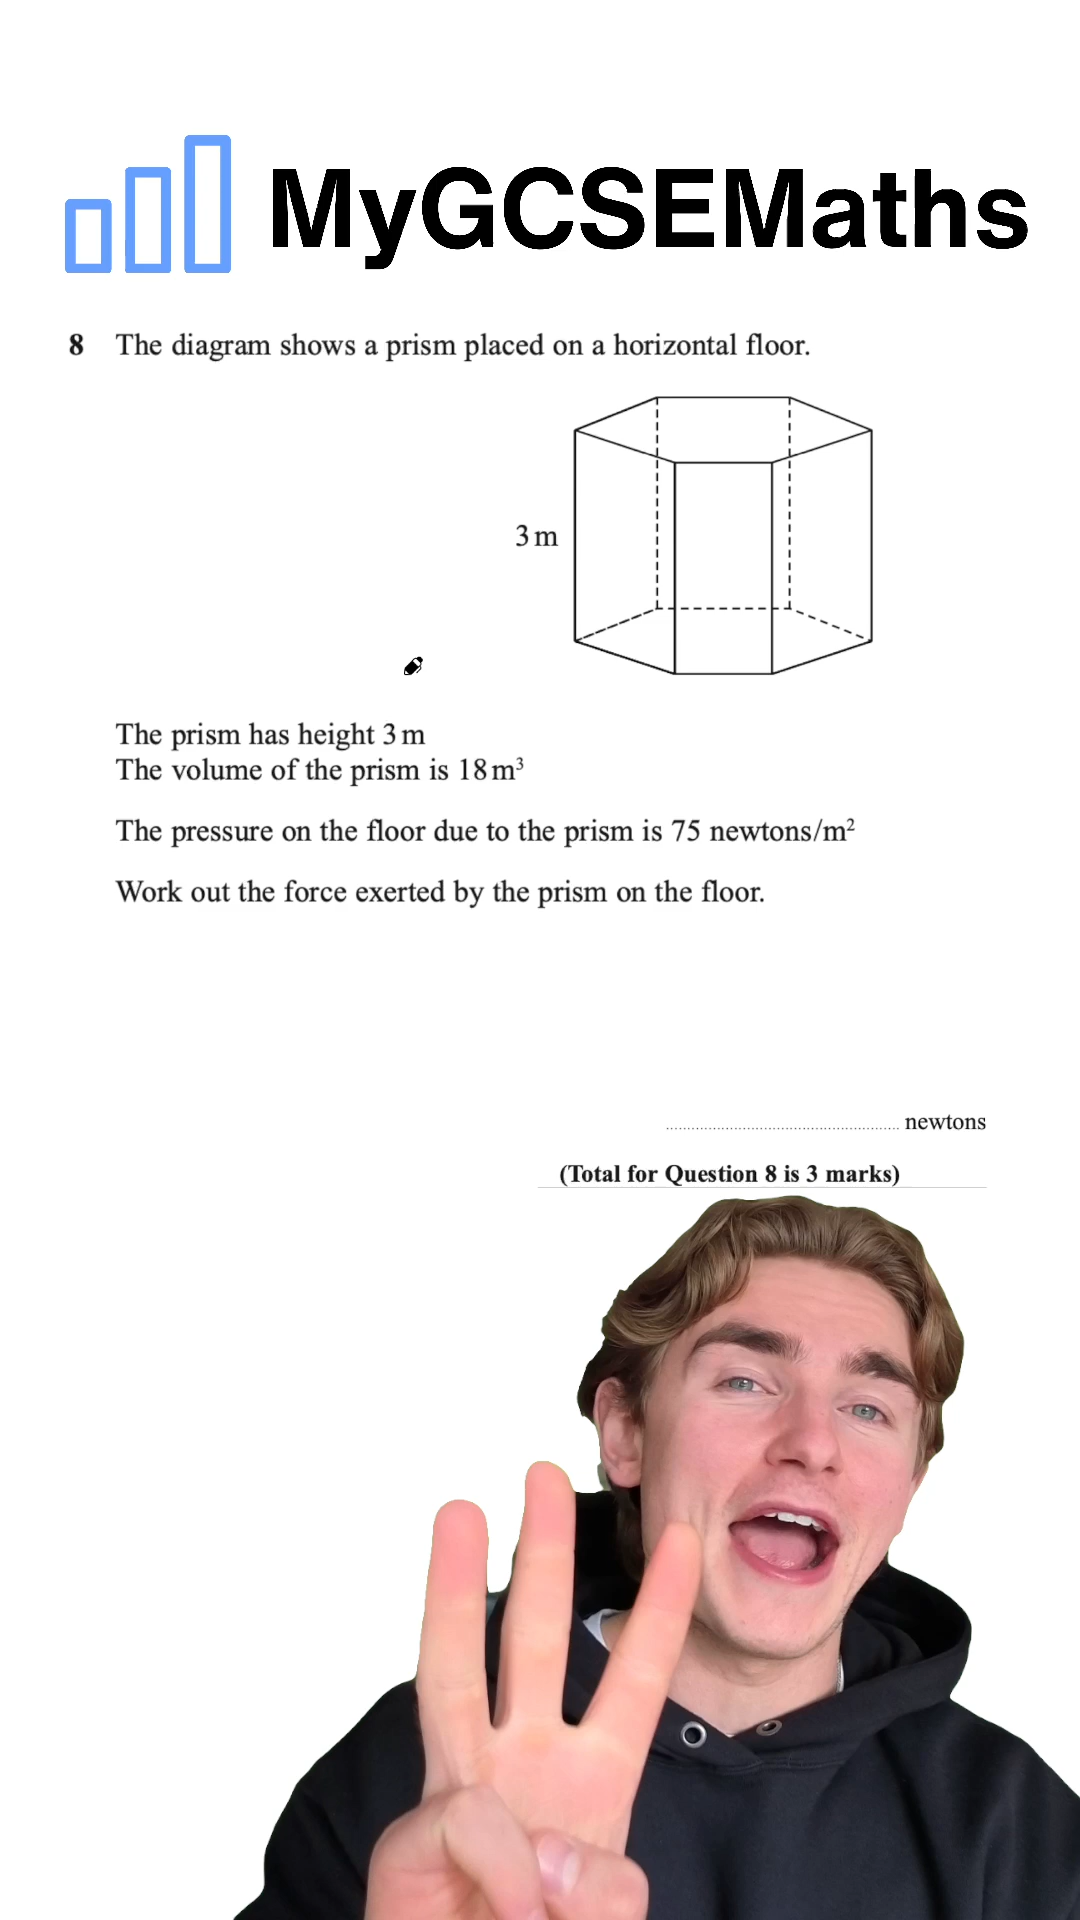 MyGCSEMaths
8 The diagram shows a prism placed on a horizontal floor.
3 m
The prism has height 3 m
The volume of the prism is 18 m³
The pressure on the floor due to the prism is 75 newtons/m²
Work out the force exerted by the prism on the floor.
.................................................. newtons
(Total for Question 8 is 3 marks)